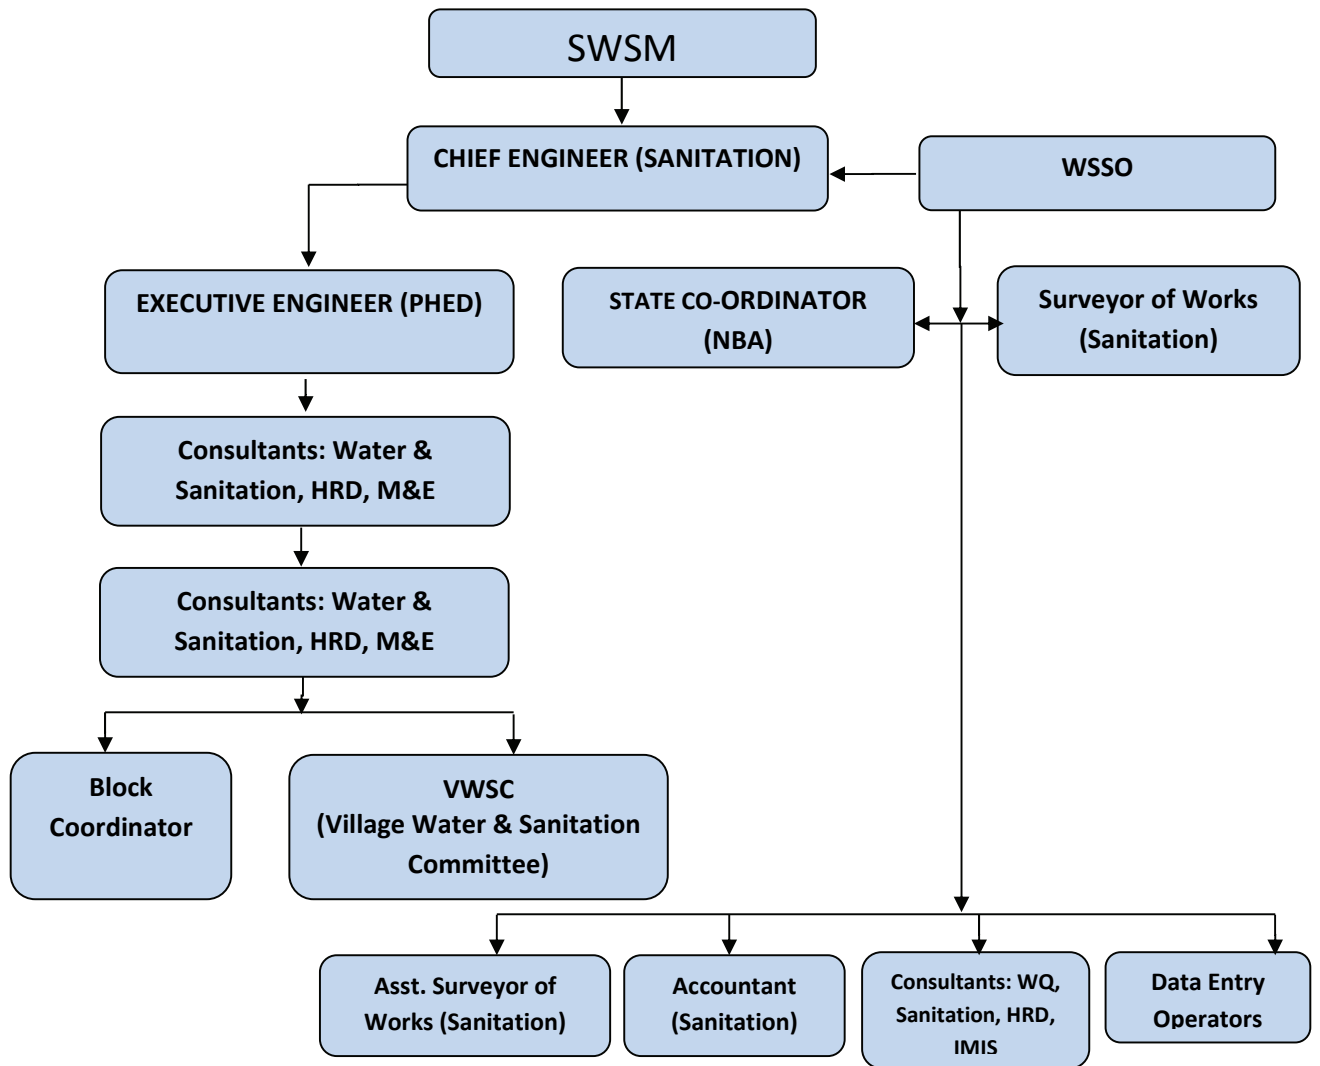 SWSM
CHIEF ENGINEER (SANITATION)
WSSO
EXECUTIVE ENGINEER (PHED)
STATE CO-ORDINATOR
(NBA)
Surveyor of Works
(Sanitation)
Consultants: Water &
Sanitation, HRD, M&E
Consultants: Water &
Sanitation, HRD, M&E
Block
Coordinator
VWSC
(Village Water & Sanitation
Committee)
Asst. Surveyor of
Works (Sanitation)
Accountant
(Sanitation)
Consultants: WQ,
Sanitation, HRD,
IMIS
Data Entry
Operators